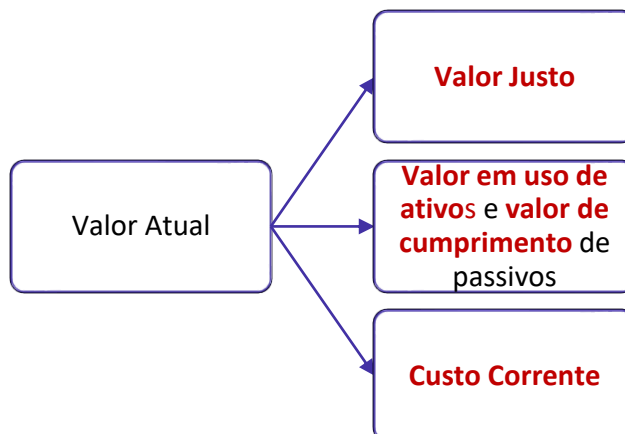 Valor Justo
Valor Atual
Valor em uso de
ativos e valor de
cumprimento de
passivos
Custo Corrente